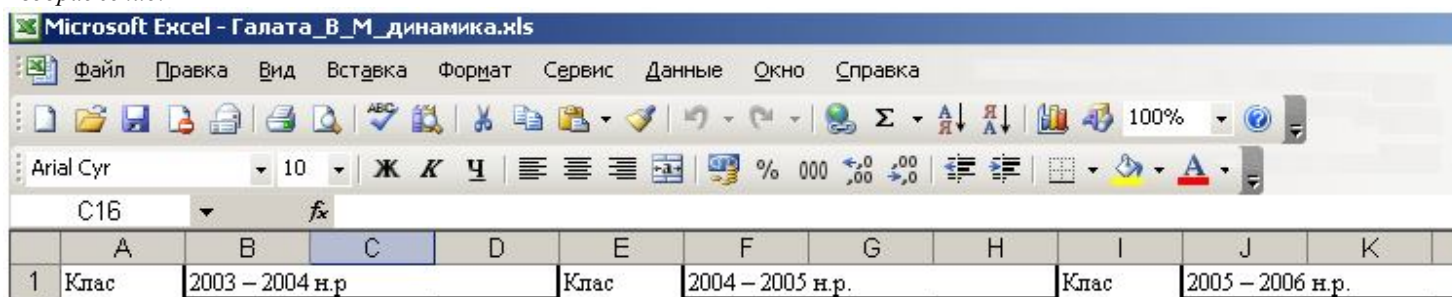 Microsoft Excel - Галата_В_М_динамика.xls
Файл Правка Вид Вставка Формат Сервис Данные Окно Справка
100%
Arial Cyr 10 Ж К Ч % 000
C16 fx
A B C D E F G H I J K
1 Клас 2003 – 2004 н.р Клас 2004 – 2005 н.р. Клас 2005 – 2006 н.р.